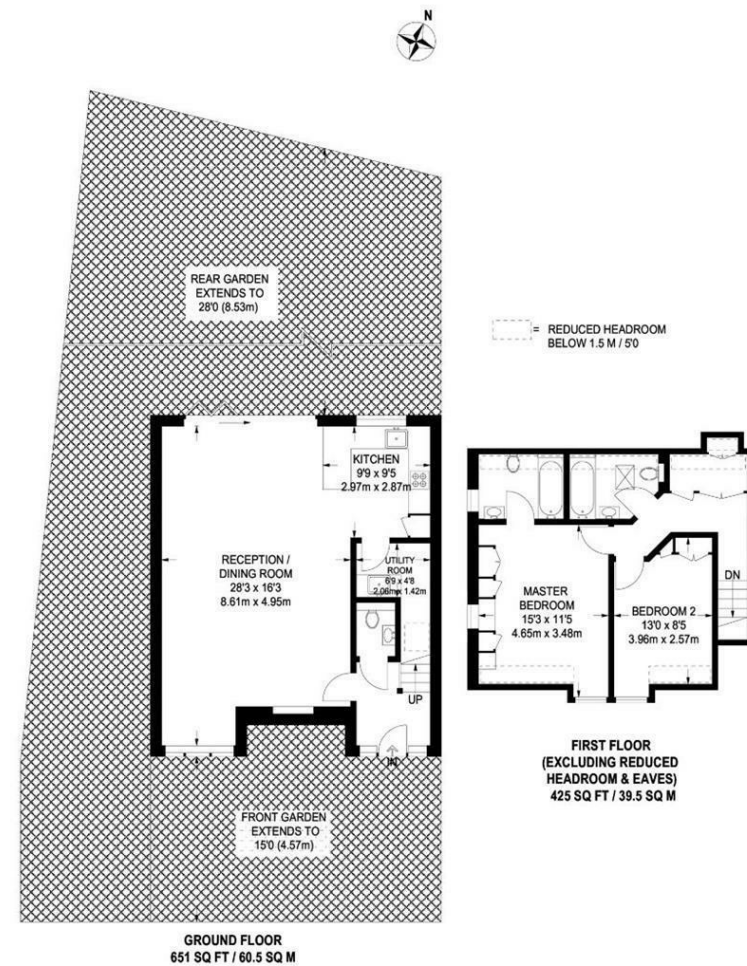 N
REAR GARDEN
EXTENDS TO
28'0 (8.53m)
= REDUCED HEADROOM
BELOW 1.5 M / 5'0
KITCHEN
9'9 x 9'5
2.97m x 2.87m
RECEPTION /
DINING ROOM
28'3 x 16'3
8.61m x 4.95m
UTILITY
ROOM
6'9 x 4'8
2.06m x 1.42m
UP
IN
MASTER
BEDROOM
15'3 x 11'5
4.65m x 3.48m
BEDROOM 2
13'0 x 8'5
3.96m x 2.57m
DN
FRONT GARDEN
EXTENDS TO
15'0 (4.57m)
FIRST FLOOR
(EXCLUDING REDUCED
HEADROOM & EAVES)
425 SQ FT / 39.5 SQ M
GROUND FLOOR
651 SQ FT / 60.5 SQ M